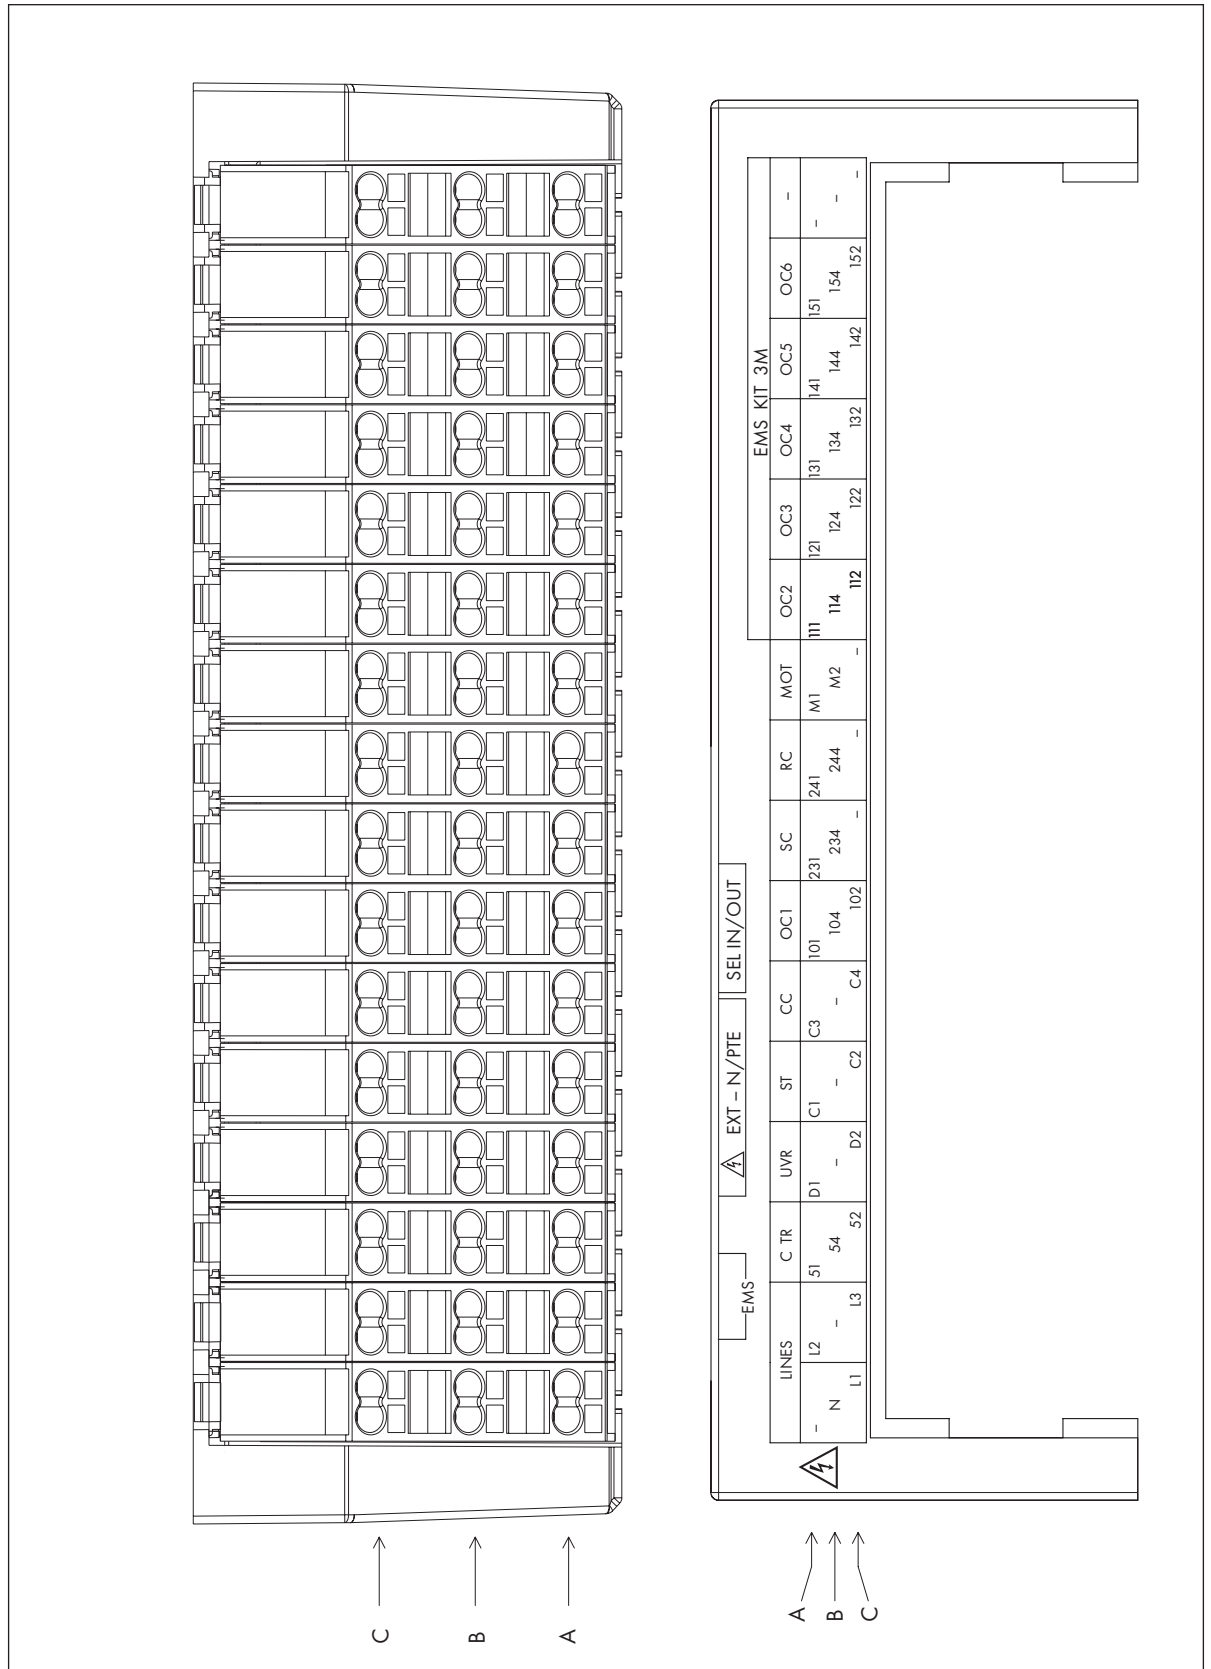 C
B
A
EMS
EXT – N/PTE
SEL IN/OUT
EMS KIT 3M
LINES C TR UVR ST CC OC1 SC RC MOT OC2 OC3 OC4 OC5 OC6 –
– L2 51 D1 C1 C3 101 231 241 M1 111 121 131 141 151 –
N – 54 – – – 104 234 244 M2 114 124 134 144 154 –
L1 L3 52 D2 C2 C4 102 – – – 112 122 132 142 152 –
A
B
C